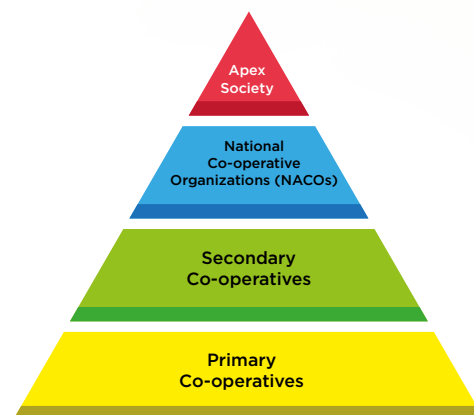 Apex
Society
National
Co-operative
Organizations (NACOs)
Secondary
Co-operatives
Primary
Co-operatives